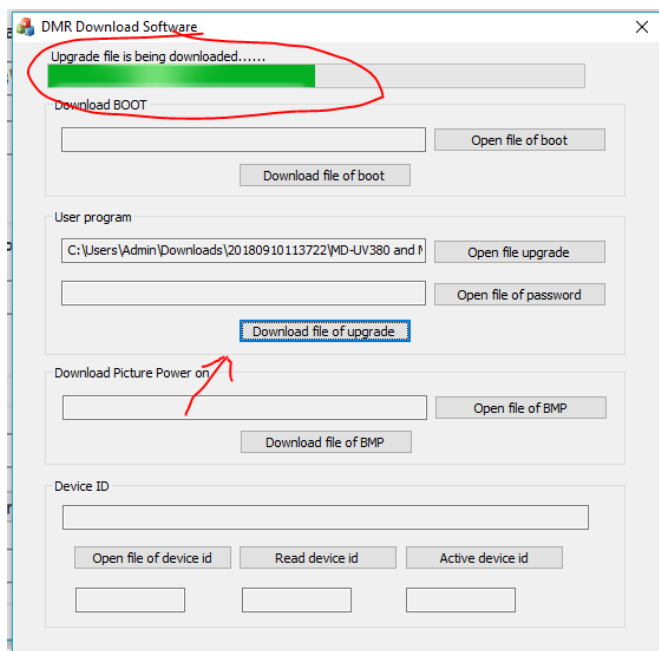 DMR Download Software
Upgrade file is being downloaded......
Download BOOT
Open file of boot
Download file of boot
User program
C:\Users\Admin\Downloads\20180910113722\MD-UV380 and
Open file upgrade
Open file of password
Download file of upgrade
Download Picture Power on
Open file of BMP
Download file of BMP
Device ID
Open file of device id
Read device id
Active device id